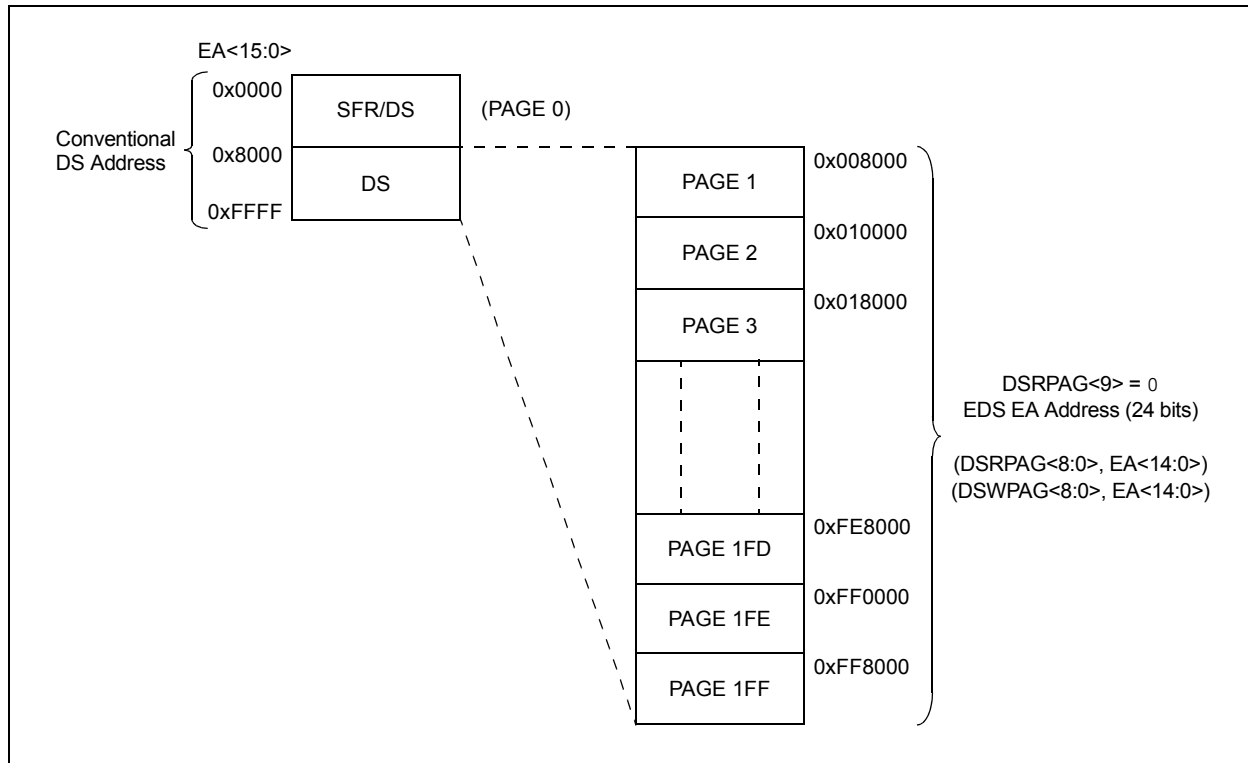 EA<15:0>
0x0000
SFR/DS
(PAGE 0)
Conventional
DS Address
0x8000
DS
0xFFFF
PAGE 1
0x008000
PAGE 2
0x010000
PAGE 3
0x018000
DSRPAG<9> = 0
EDS EA Address (24 bits)
(DSRPAG<8:0>, EA<14:0>)
(DSWPAG<8:0>, EA<14:0>)
PAGE 1FD
0xFE8000
PAGE 1FE
0xFF0000
PAGE 1FF
0xFF8000